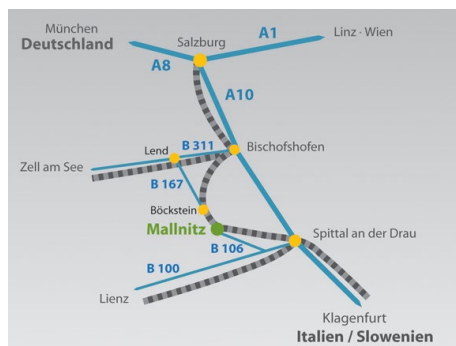 München
Deutschland
Salzburg
A1
Linz · Wien
A8
A10
B 311
Lend
Bischofshofen
Zell am See
B 167
Böckstein
Mallnitz
B 106
Spittal an der Drau
B 100
Lienz
Klagenfurt
Italien / Slowenien